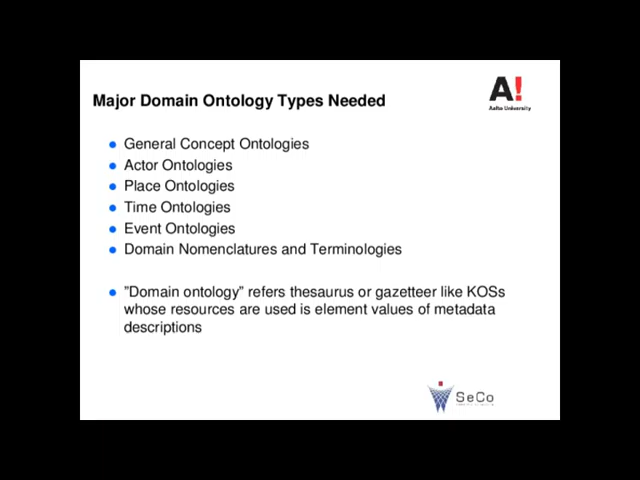 Major Domain Ontology Types Needed
A!
Aalto University
General Concept Ontologies
Actor Ontologies
Place Ontologies
Time Ontologies
Event Ontologies
Domain Nomenclatures and Terminologies
"Domain ontology" refers thesaurus or gazetteer like KOSs
whose resources are used is element values of metadata
descriptions
SeCo